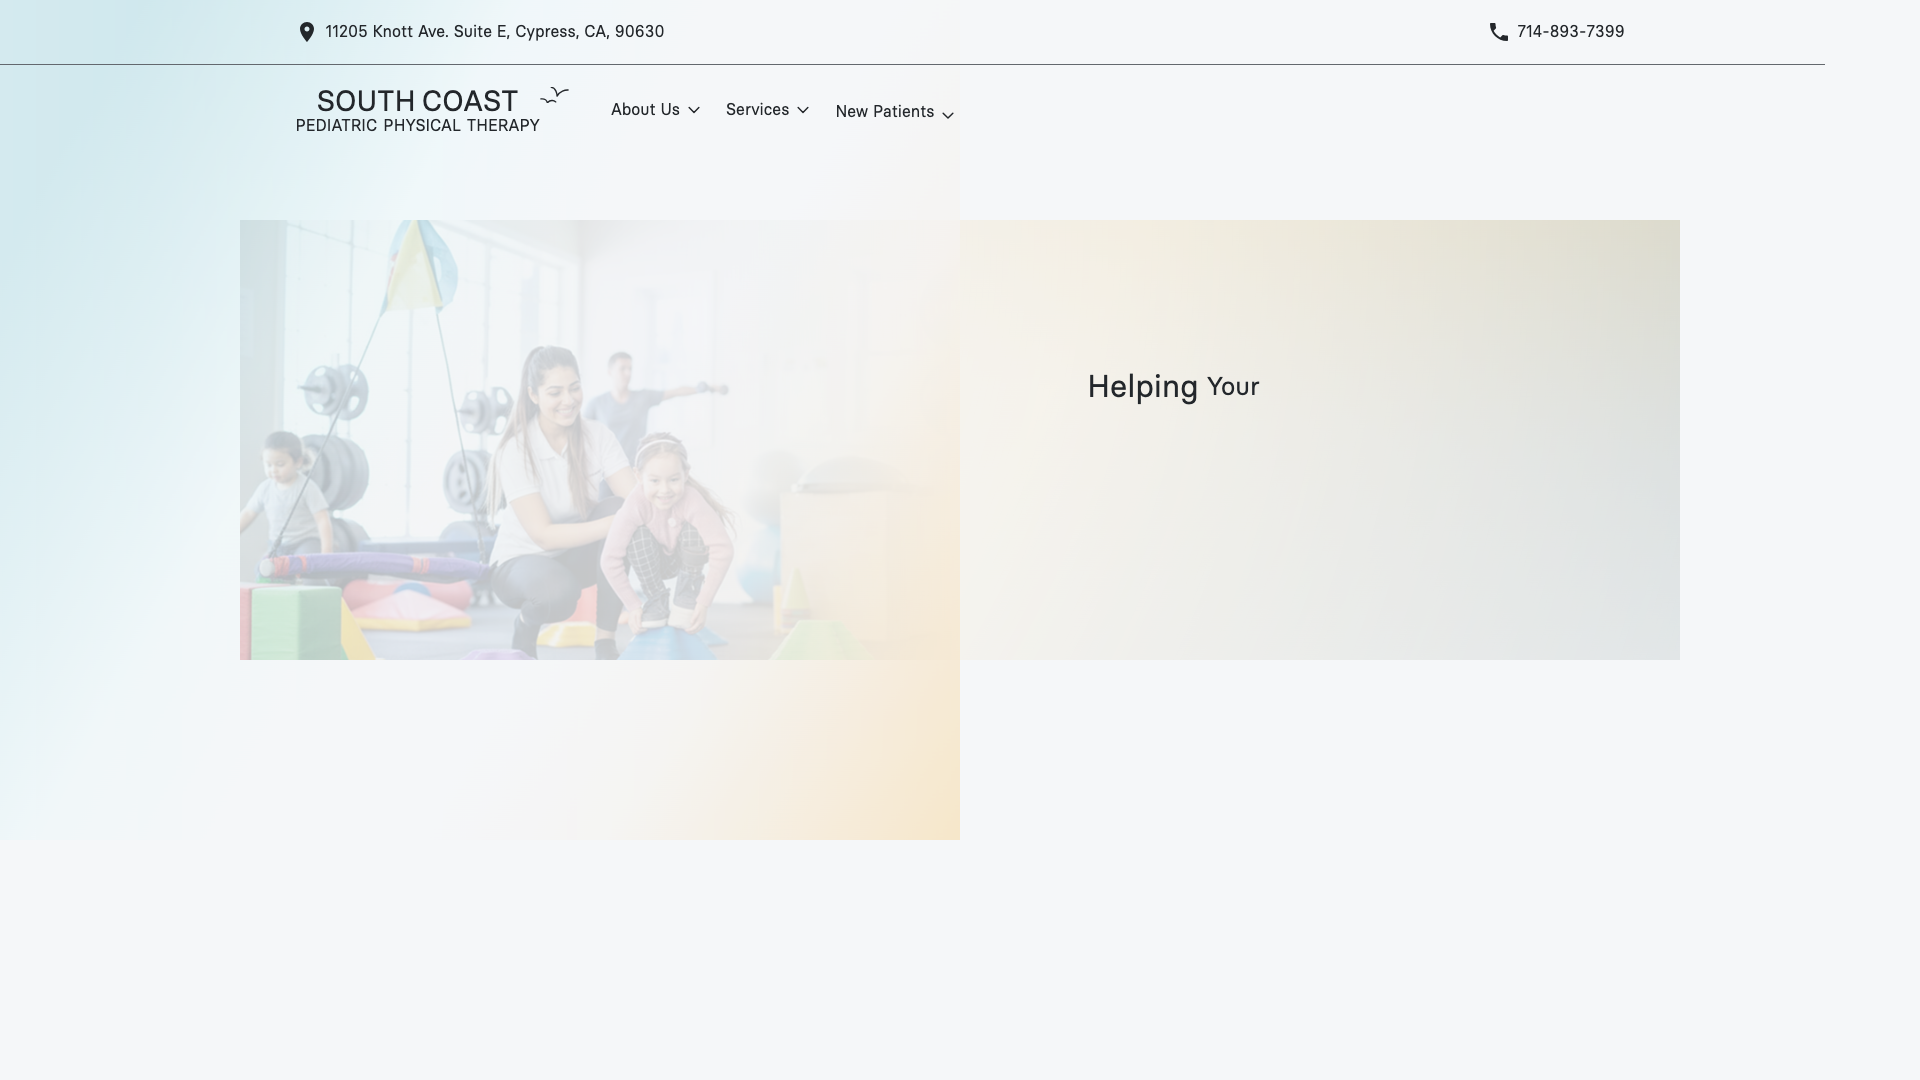 11205 Knott Ave. Suite E, Cypress, CA, 90630
714-893-7399
SOUTH COAST
PEDIATRIC PHYSICAL THERAPY
About Us
Services
New Patients
Helping Your